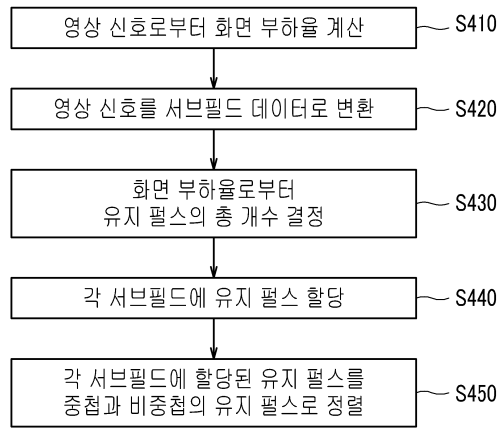 영상 신호로부터 화면 부하율 계산
S410
영상 신호를 서브필드 데이터로 변환
S420
화면 부하율로부터
유지 펄스의 총 개수 결정
S430
각 서브필드에 유지 펄스 할당
S440
각 서브필드에 할당된 유지 펄스를
중첩과 비중첩의 유지 펄스로 정렬
S450